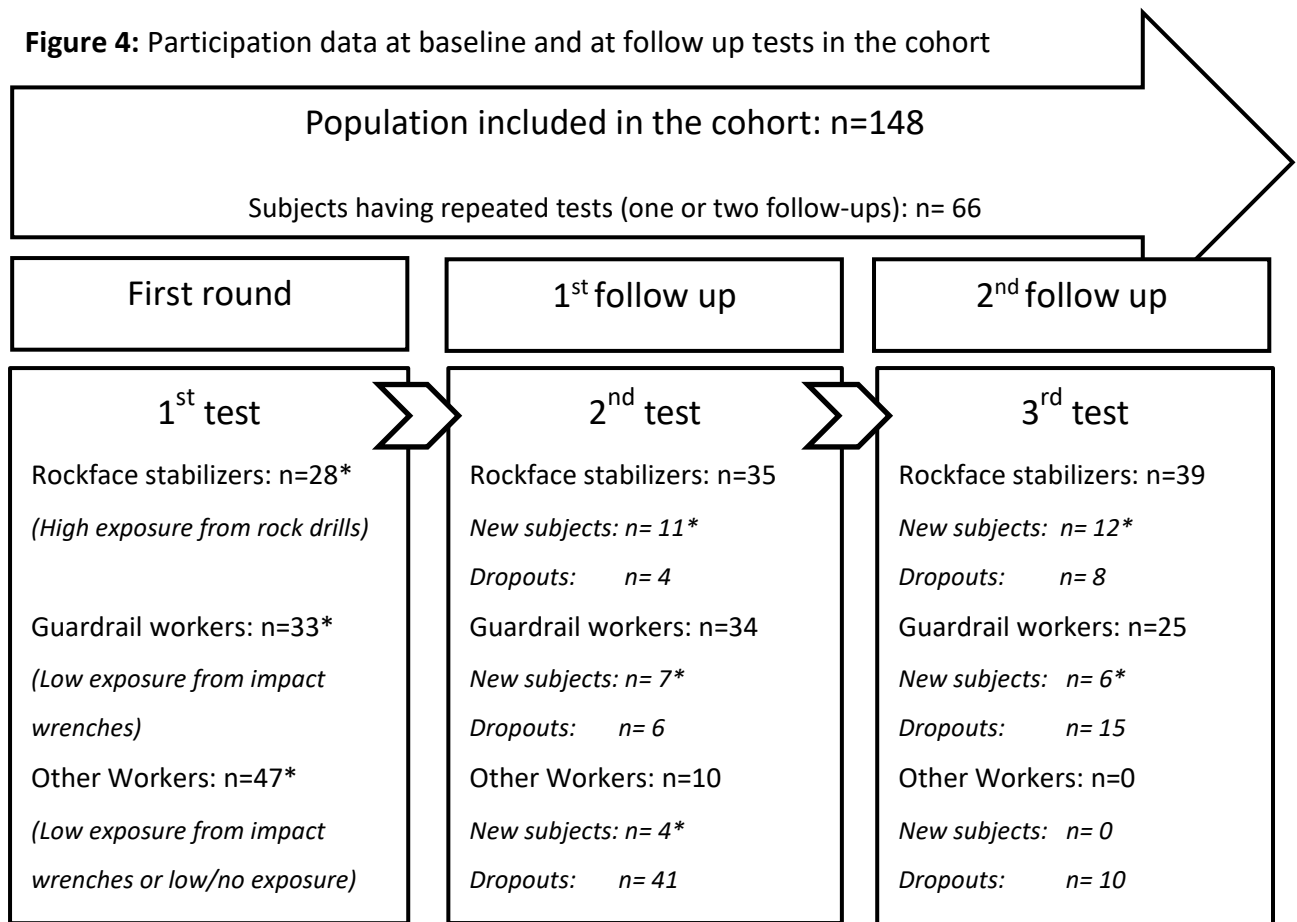 Figure 4: Participation data at baseline and at follow up tests in the cohort
Population included in the cohort: n=148
Subjects having repeated tests (one or two follow-ups): n= 66
First round
1st follow up
2nd follow up
1st test
Rockface stabilizers: n=28*
(High exposure from rock drills)
Guardrail workers: n=33*
(Low exposure from impact
wrenches)
Other Workers: n=47*
(Low exposure from impact
wrenches or low/no exposure)
2nd test
Rockface stabilizers: n=35
New subjects: n= 11*
Dropouts: n= 4
Guardrail workers: n=34
New subjects: n= 7*
Dropouts: n= 6
Other Workers: n=10
New subjects: n= 4*
Dropouts: n= 41
3rd test
Rockface stabilizers: n=39
New subjects: n= 12*
Dropouts: n= 8
Guardrail workers: n=25
New subjects: n= 6*
Dropouts: n= 15
Other Workers: n=0
New subjects: n= 0
Dropouts: n= 10